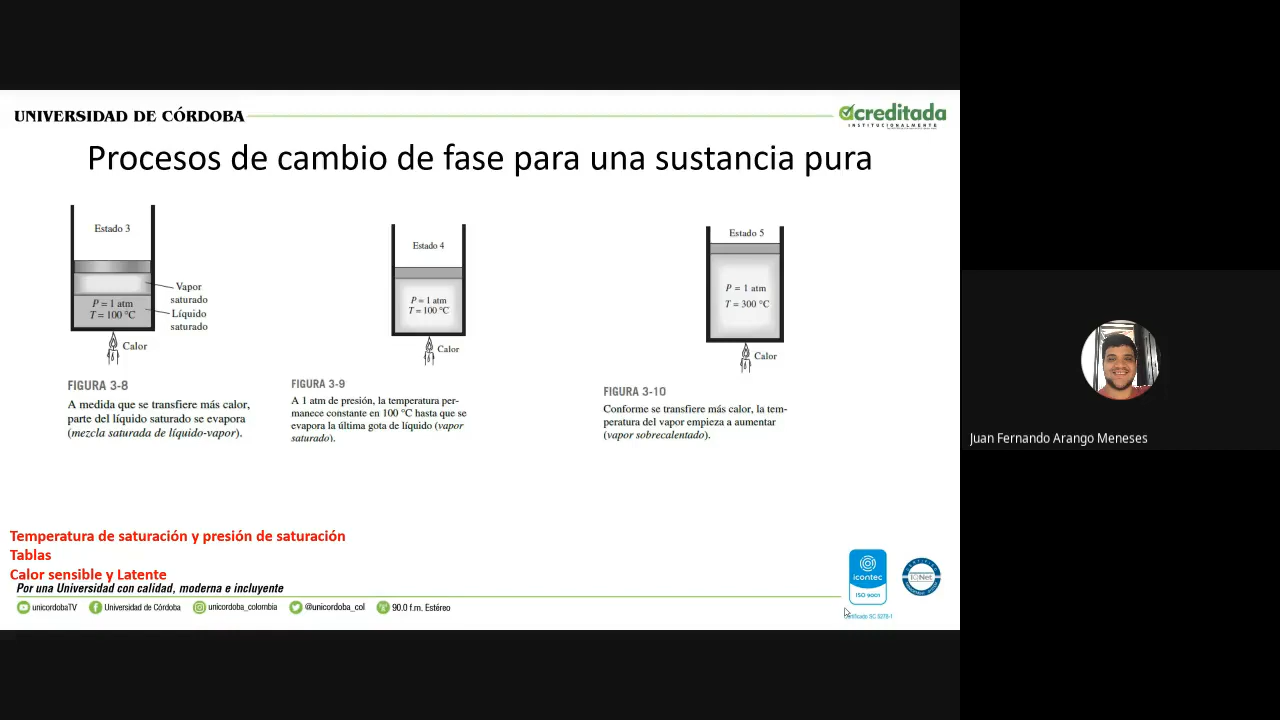 UNIVERSIDAD DE CÓRDOBA
acreditada
INSTITUCIONALMENTE
Procesos de cambio de fase para una sustancia pura
Estado 3
Vapor
saturado
P = 1 atm
T = 100 °C
Líquido
saturado
Calor
FIGURA 3-8
A medida que se transfiere más calor,
parte del líquido saturado se evapora
(mezcla saturada de líquido-vapor).
Estado 4
P = 1 atm
T = 100 °C
Calor
FIGURA 3-9
A 1 atm de presión, la temperatura per-
manece constante en 100 °C hasta que se
evapora la última gota de líquido (vapor
saturado).
Estado 5
P = 1 atm
T = 300 °C
Calor
FIGURA 3-10
Conforme se transfiere más calor, la tem-
peratura del vapor empieza a aumentar
(vapor sobrecalentado).
Juan Fernando Arango Meneses
Temperatura de saturación y presión de saturación
Tablas
Calor sensible y Latente
Por una Universidad con calidad, moderna e incluyente
unicordobaTV
Universidad de Córdoba
unicordoba_colombia
@unicordoba_col
90.0 f.m. Estéreo
icontec
ISO 9001
IQNet